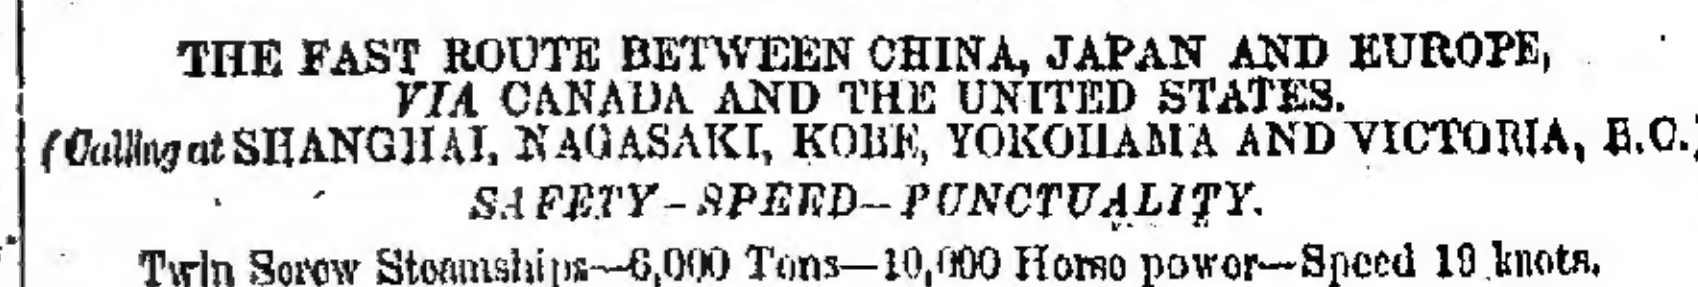 THE FAST ROUTE BETWEEN CHINA, JAPAN AND EUROPE,
VIA CANADA AND THE UNITED STATES.
(Calling at SHANGHAI, NAGASAKI, KOBE, YOKOHAMA AND VICTORIA, B.C.)
SAFETY—SPEED—PUNCTUALITY.
Twin Screw Steamships—6,000 Tons—10,000 Horse power—Speed 19 knots.